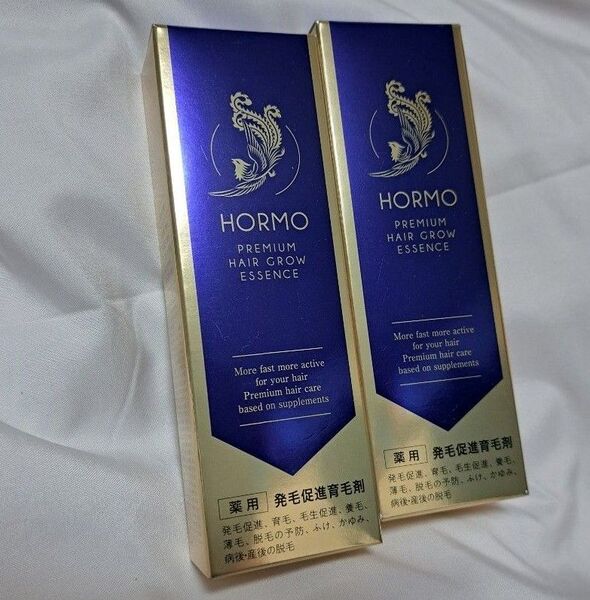 HORMO
PREMIUM
HAIR GROW
ESSENCE
More fast more active
for your hair
Premium hair care
based on supplements
薬用 発毛促進育毛剤
発毛促進、育毛、毛生促進、養毛、
薄毛、脱毛の予防、ふけ、かゆみ、
病後・産後の脱毛
HORMO
PREMIUM
HAIR GROW
ESSENCE
More fast more active
for your hair
Premium hair care
based on supplements
薬用 発毛促進育毛剤
発毛促進、育毛、毛生促進、養毛、
薄毛、脱毛の予防、ふけ、かゆみ、
病後・産後の脱毛